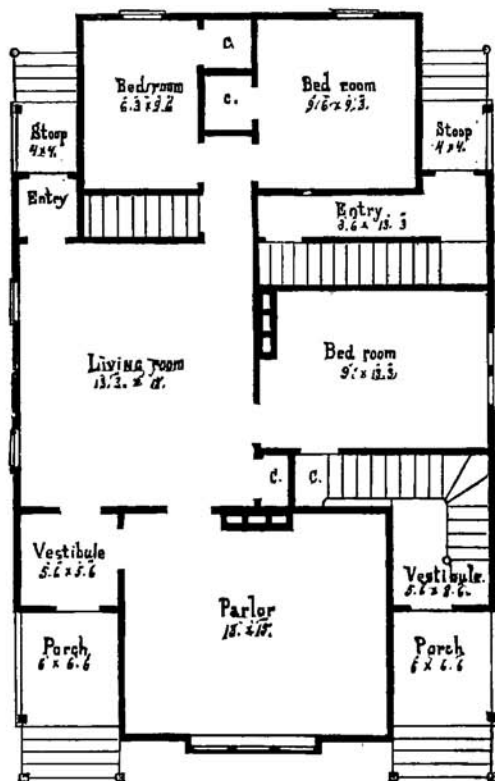 C.
Bedroom
6.3 x 9.6
C.
Bed room
9.6 x 9.3.
Stoop
4 x 4.
Stoop
4 x 4.
Entry
Entry
3.6 x 13.3
Living room
13.3. x 15.
Bed room
9. x 13.3
C.
C.
Vestibule
5.6 x 5.6
Vestibule.
5.6 x 8.6.
Parlor
15. x 13.
Porch
6 x 6.6
Porch
6 x 6.6